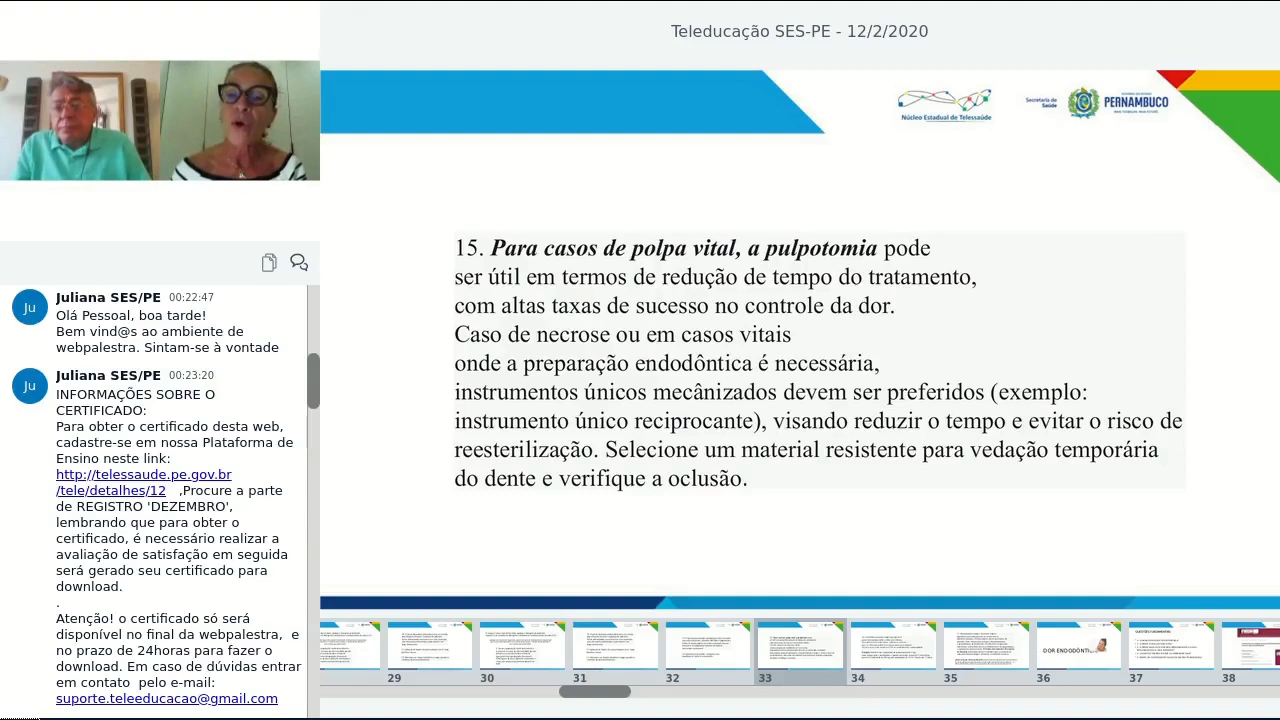 Teleducação SES-PE - 12/2/2020
Núcleo Estadual de Telessaúde
Secretaria de
Saúde
PERNAMBUCO
15. Para casos de polpa vital, a pulpotomia pode
ser útil em termos de redução de tempo do tratamento,
com altas taxas de sucesso no controle da dor.
Caso de necrose ou em casos vitais
onde a preparação endodôntica é necessária,
instrumentos únicos mecânizados devem ser preferidos (exemplo:
instrumento único reciprocante), visando reduzir o tempo e evitar o risco de
reesterilização. Selecione um material resistente para vedação temporária
do dente e verifique a oclusão.
Ju
Juliana SES/PE 00:22:47
Olá Pessoal, boa tarde!
Bem vind@s ao ambiente de
webpalestra. Sintam-se à vontade
Ju
Juliana SES/PE 00:23:20
INFORMAÇÕES SOBRE O
CERTIFICADO:
Para obter o certificado desta web,
cadastre-se em nossa Plataforma de
Ensino neste link:
http://telessaude.pe.gov.br
/tele/detalhes/12 ,Procure a parte
de REGISTRO 'DEZEMBRO',
lembrando que para obter o
certificado, é necessário realizar a
avaliação de satisfação em seguida
será gerado seu certificado para
download.
.
Atenção! o certificado só será
disponível no final da webpalestra, e
no prazo de 24horas para fazer o
download. Em caso de dúvidas entre
em contato pelo e-mail:
suporte.teleeducacao@gmail.com
DOR ENDODÔNTI
29 30 31 32 33 34 35 36 37 38